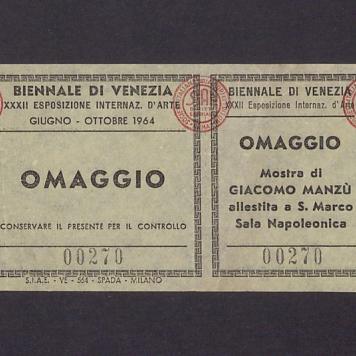 BIENNALE DI VENEZIA
XXXII ESPOSIZIONE INTERNAZ. D'ARTE
GIUGNO - OTTOBRE 1964
OMAGGIO
CONSERVARE IL PRESENTE PER IL CONTROLLO
00270
S.I.A.E. - VE - 564 - SPADA - MILANO
BIENNALE DI VENEZIA
XXXII Esposizione Internaz. d'Arte
OMAGGIO
Mostra di
GIACOMO MANZÙ
allestita a S. Marco
Sala Napoleonica
00270